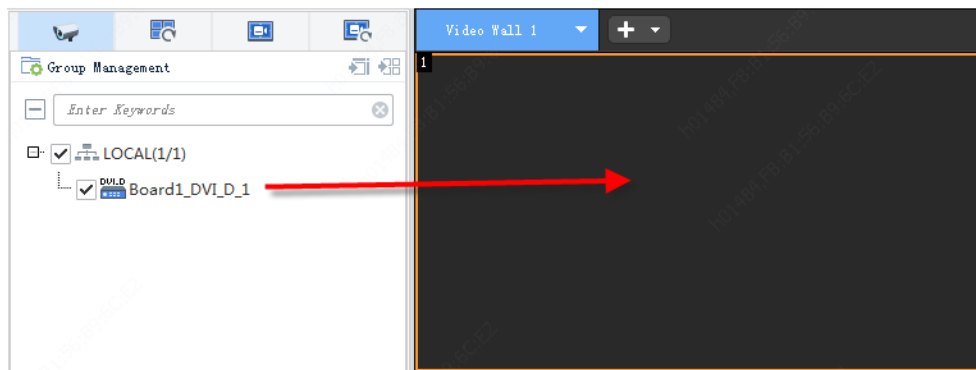 Video Wall 1
Group Management
1
Enter Keywords
LOCAL(1/1)
DVI.D
Board1_DVI_D_1